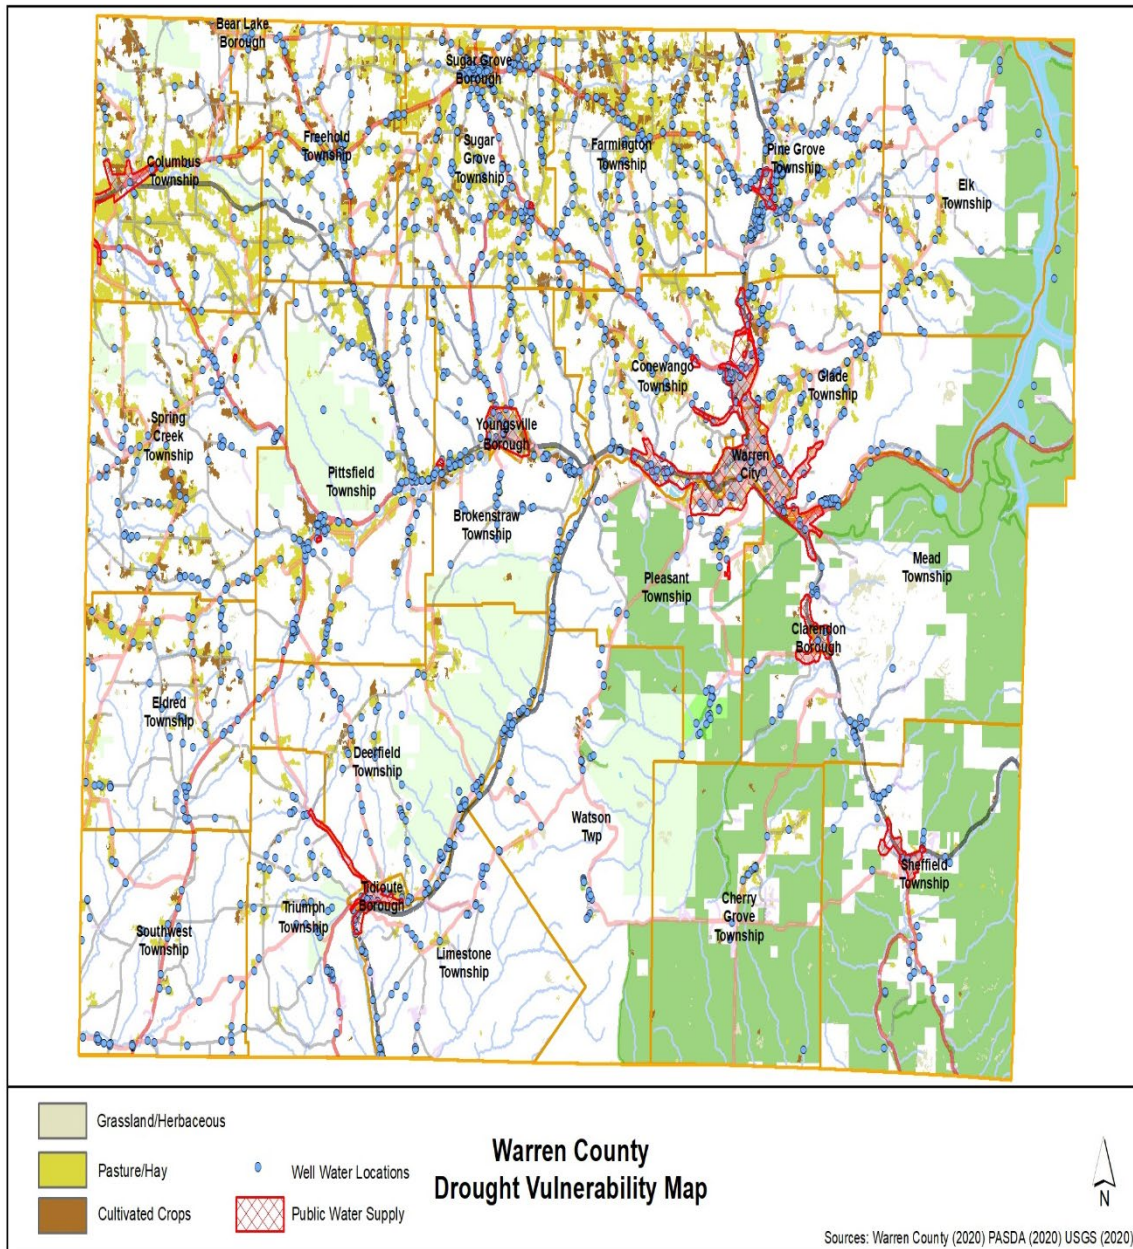 Bear Lake
Borough
Sugar Grove
Borough
Freehold
Township
Sugar
Grove
Township
Farmington
Township
Pine Grove
Township
Columbus
Township
Elk
Township
Conewango
Township
Glade
Township
Spring
Creek
Township
Youngsville
Borough
Warren
City
Pittsfield
Township
Brokenstraw
Township
Pleasant
Township
Mead
Township
Clarendon
Borough
Eldred
Township
Deerfield
Township
Watson
Twp
Sheffield
Township
Tidioute
Borough
Triumph
Township
Cherry
Grove
Township
Southwest
Township
Limestone
Township
Grassland/Herbaceous
Pasture/Hay
Cultivated Crops
Well Water Locations
Public Water Supply
Warren County
Drought Vulnerability Map
N
Sources: Warren County (2020) PASDA (2020) USGS (2020)